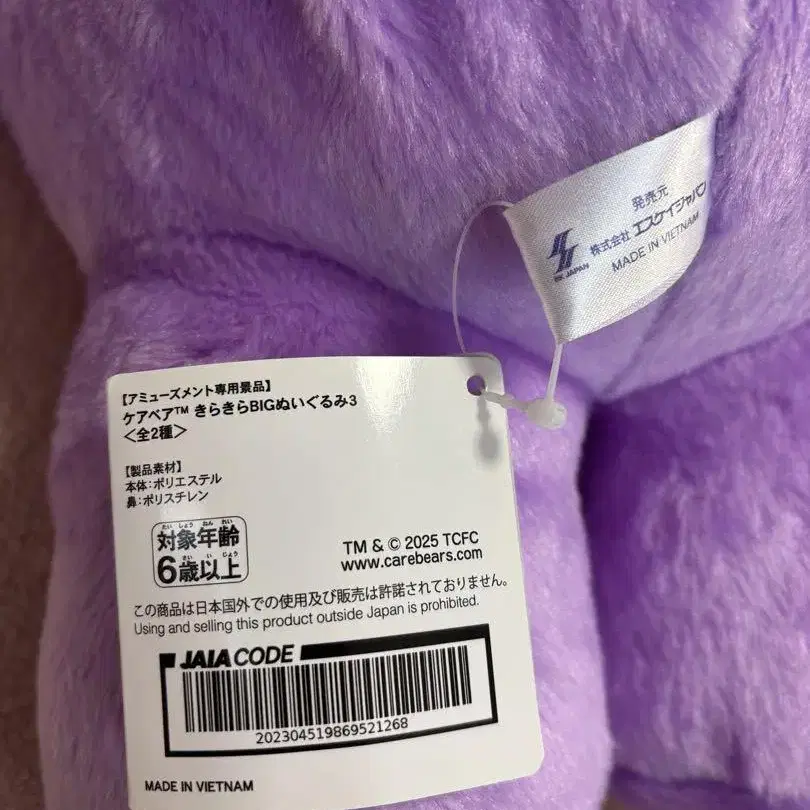 発売元
SK JAPAN
株式会社 エスケイジャパン
MADE IN VIETNAM
【アミューズメント専用景品】
ケアベア™ きらきらBIGぬいぐるみ3
＜全2種＞
【製品素材】
本体：ポリエステル
鼻：ポリスチレン
たい しょう ねん れい
対象年齢
さい い じょう
6歳以上
TM & © 2025 TCFC
www.carebears.com
この商品は日本国外での使用及び販売は許諾されておりません。
Using and selling this product outside Japan is prohibited.
JAIA CODE
202304519869521268
MADE IN VIETNAM